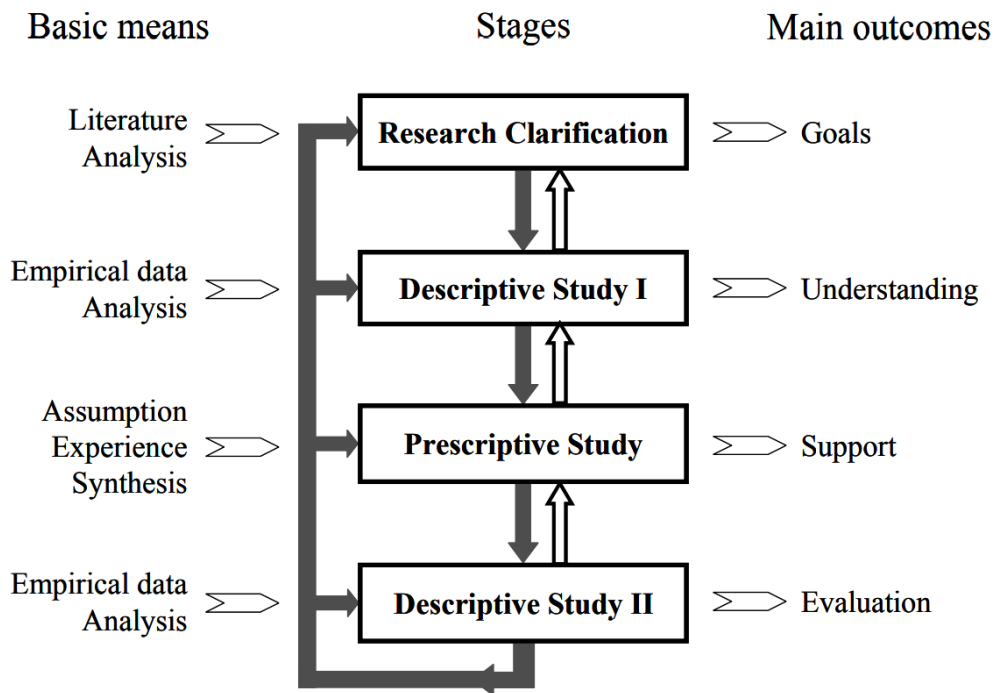 Basic means
Stages
Main outcomes
Literature
Analysis
Research Clarification
Goals
Empirical data
Analysis
Descriptive Study I
Understanding
Assumption
Experience
Synthesis
Prescriptive Study
Support
Empirical data
Analysis
Descriptive Study II
Evaluation